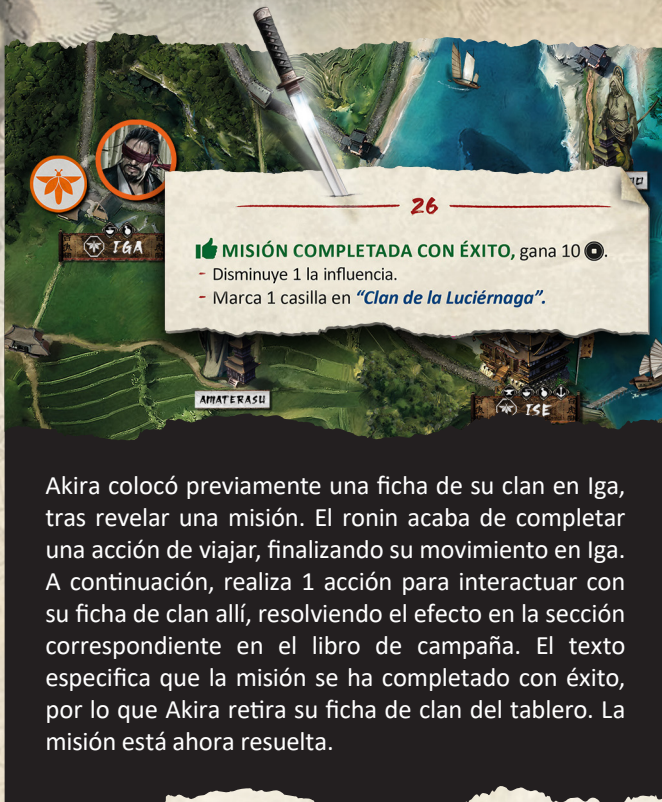 26
MISIÓN COMPLETADA CON ÉXITO, gana 10.
- Disminuye 1 la influencia.
- Marca 1 casilla en “Clan de la Luciérnaga”.
IGA
AMATERASU
ISE
Akira colocó previamente una ficha de su clan en Iga,
tras revelar una misión. El ronin acaba de completar
una acción de viajar, finalizando su movimiento en Iga.
A continuación, realiza 1 acción para interactuar con
su ficha de clan allí, resolviendo el efecto en la sección
correspondiente en el libro de campaña. El texto
especifica que la misión se ha completado con éxito,
por lo que Akira retira su ficha de clan del tablero. La
misión está ahora resuelta.